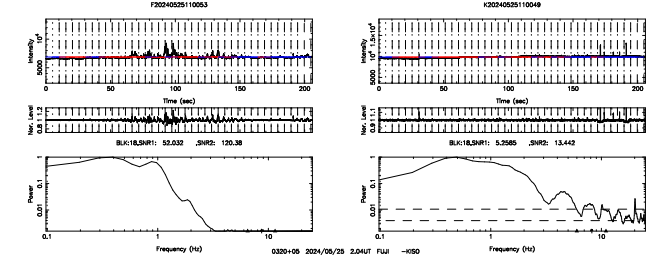 F20240525110053 K20240525110049
Intensity 5000 10⁴ Intensity 5000 10⁴ 1.5×10⁴
0 50 100 150 200 0 50 100 150 200
Time (sec) Time (sec)
Nor. Level 0.8 1 1.2 Nor. Level 0.9 1 1.1
BLK:18,SNR1: 52.032 ,SNR2: 120.38 BLK:18,SNR1: 5.2565 ,SNR2: 13.442
Power 0.01 0.1 1 Power 0.01 0.1 1
0.1 1 10 0.1 1 10
Frequency (Hz) Frequency (Hz)
0320+05 2024/05/25 2.04UT FUJI -KISO